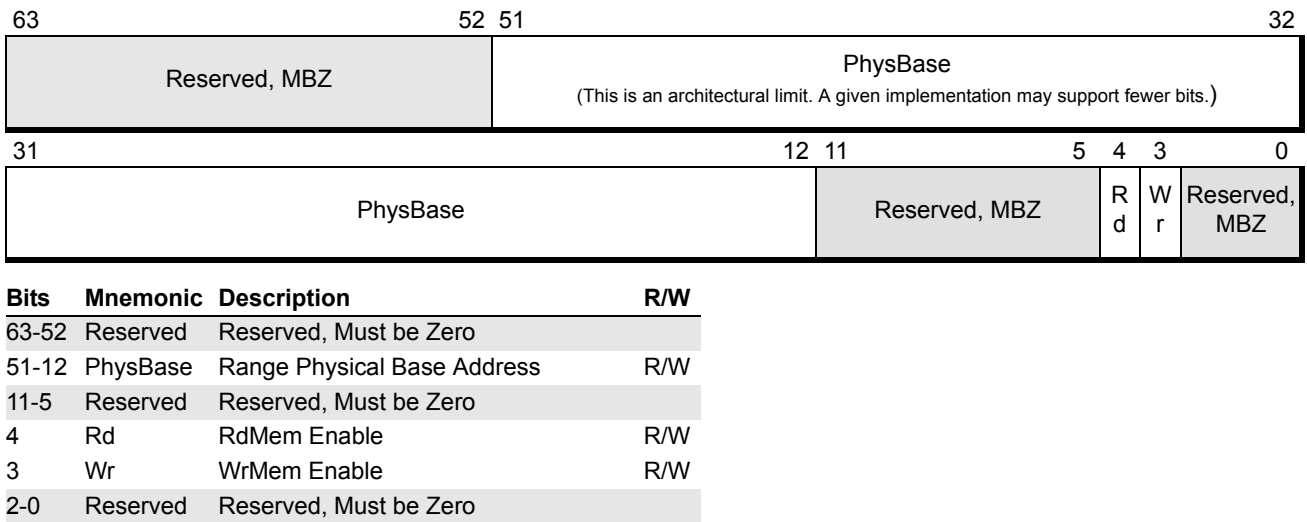 63 52 51 32
Reserved, MBZ
PhysBase
(This is an architectural limit. A given implementation may support fewer bits.)
31 12 11 5 4 3 0
PhysBase
Reserved, MBZ
R
d
W
r
Reserved,
MBZ
Bits Mnemonic Description R/W
63-52 Reserved Reserved, Must be Zero
51-12 PhysBase Range Physical Base Address R/W
11-5 Reserved Reserved, Must be Zero
4 Rd RdMem Enable R/W
3 Wr WrMem Enable R/W
2-0 Reserved Reserved, Must be Zero